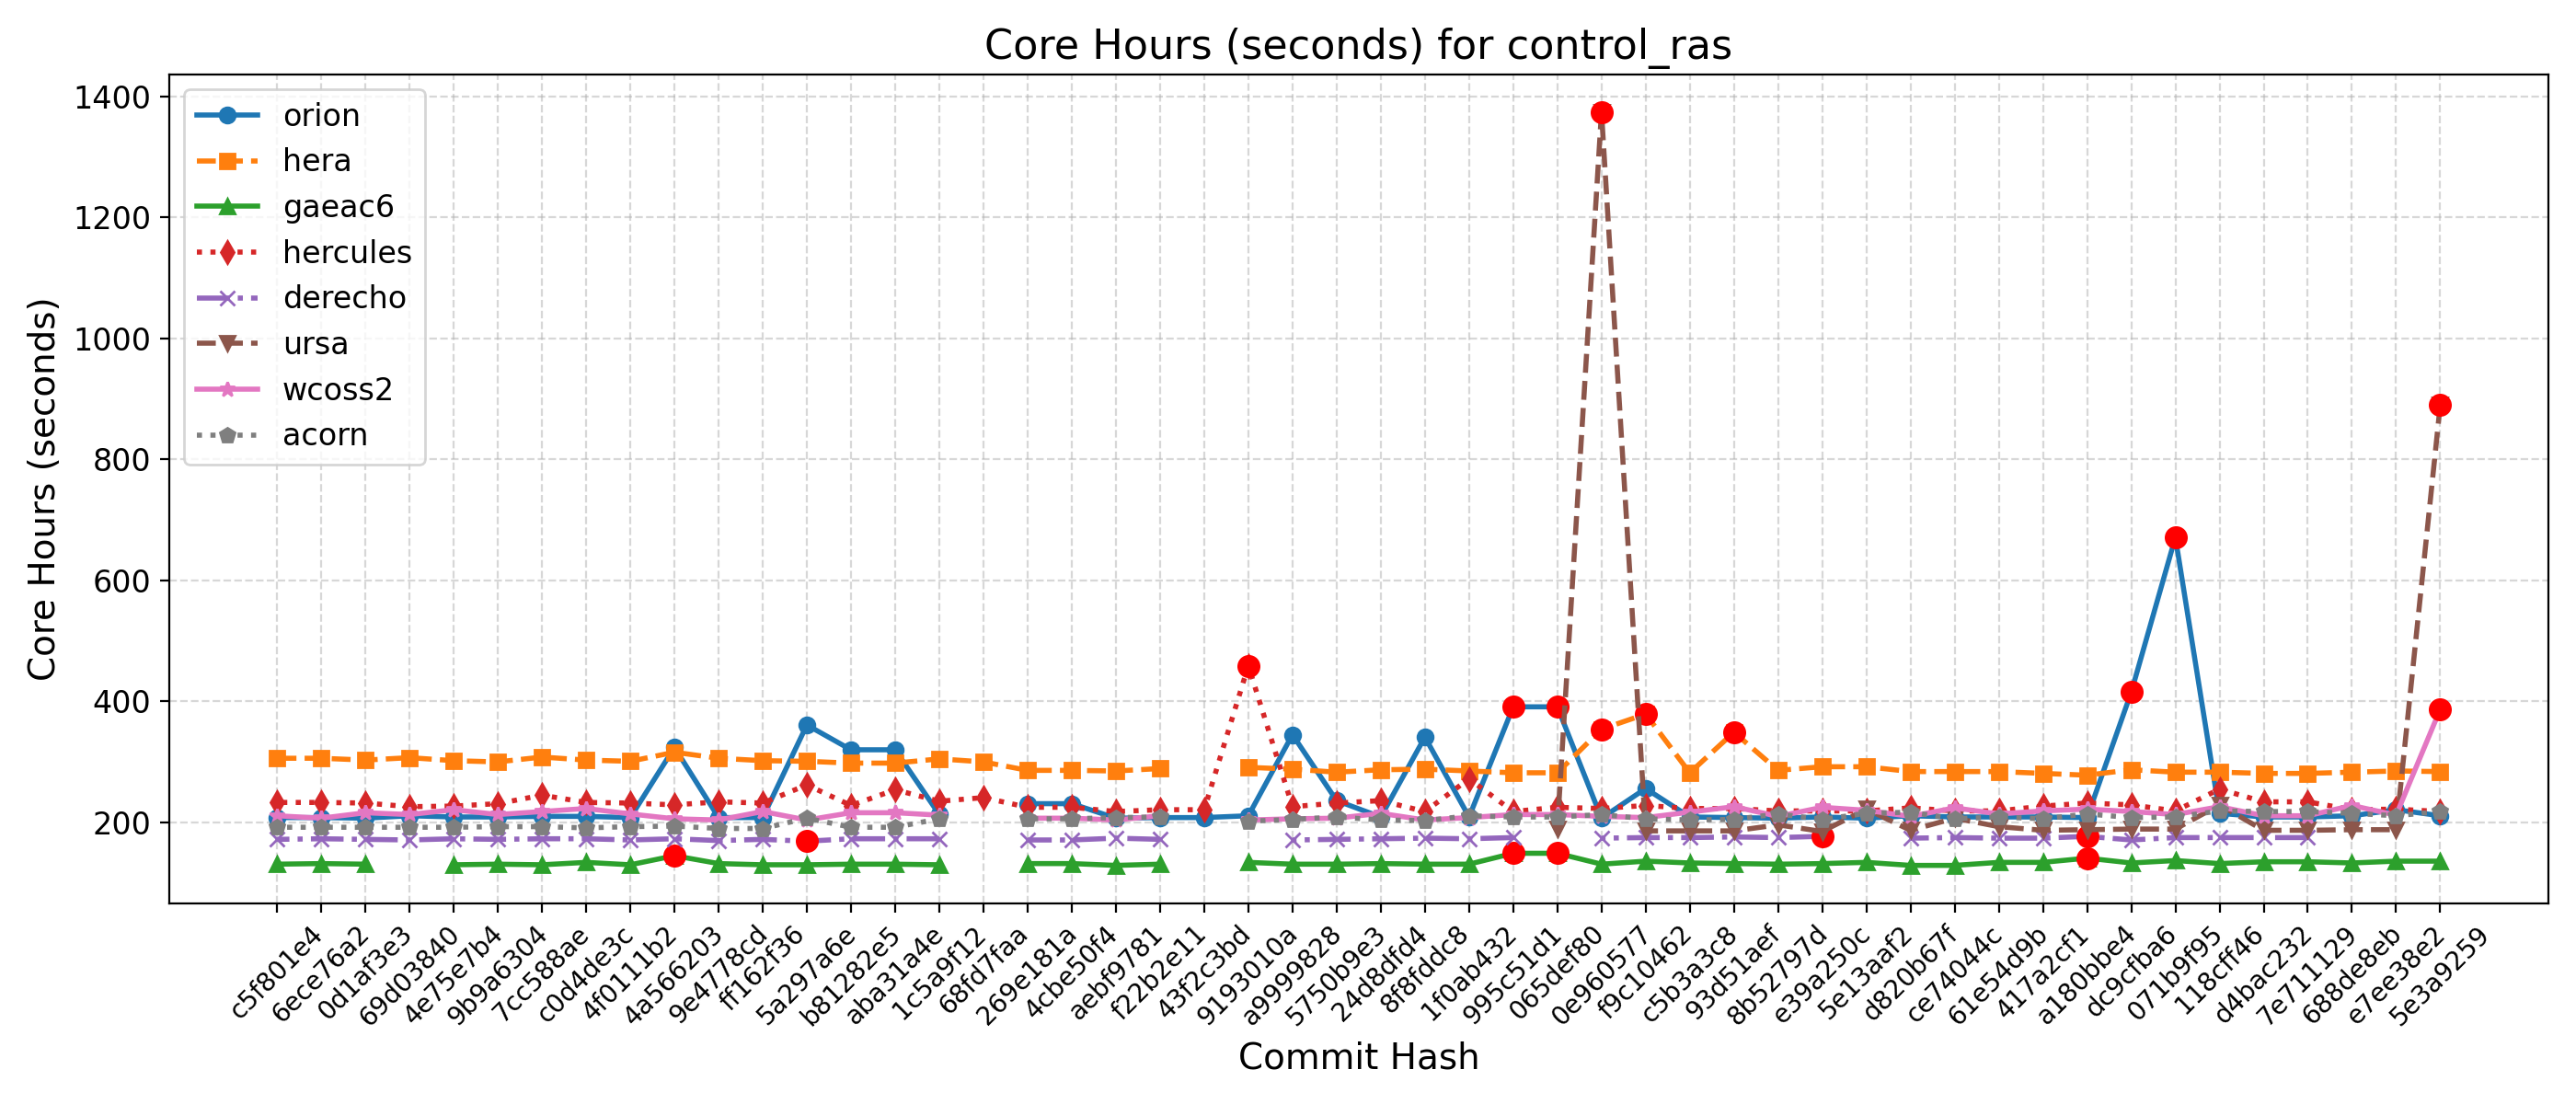 Core Hours (seconds) for control_ras
Core Hours (seconds)
1400
1200
1000
800
600
400
200
orion
hera
gaeac6
hercules
derecho
ursa
wcoss2
acorn
c5f801e4
6ece76a2
0d1af3e3
69d03840
4e75e7b4
9b9a6304
7cc588ae
c0d4de3c
4f0111b2
4a566203
9e4778cd
ff162f36
5a297a6e
b81282e5
aba31a4e
1c5a9f12
68fd7faa
269e181a
4cbe50f4
aebf9781
f22b2e11
43f2c3bd
9193010a
a9999828
5750b9e3
24d8dfd4
8f8fddc8
1f0ab432
995c51d1
065def80
0e960577
f9c10462
c5b3a3c8
93d51aef
8b52797d
e39a250c
5e13aaf2
d820b67f
ce74044c
61e54d9b
417a2cf1
a180bbe4
dc9cfba6
071b9f95
118cff46
d4bac232
7e711129
688de8eb
e7ee38e2
5e3a9259
Commit Hash